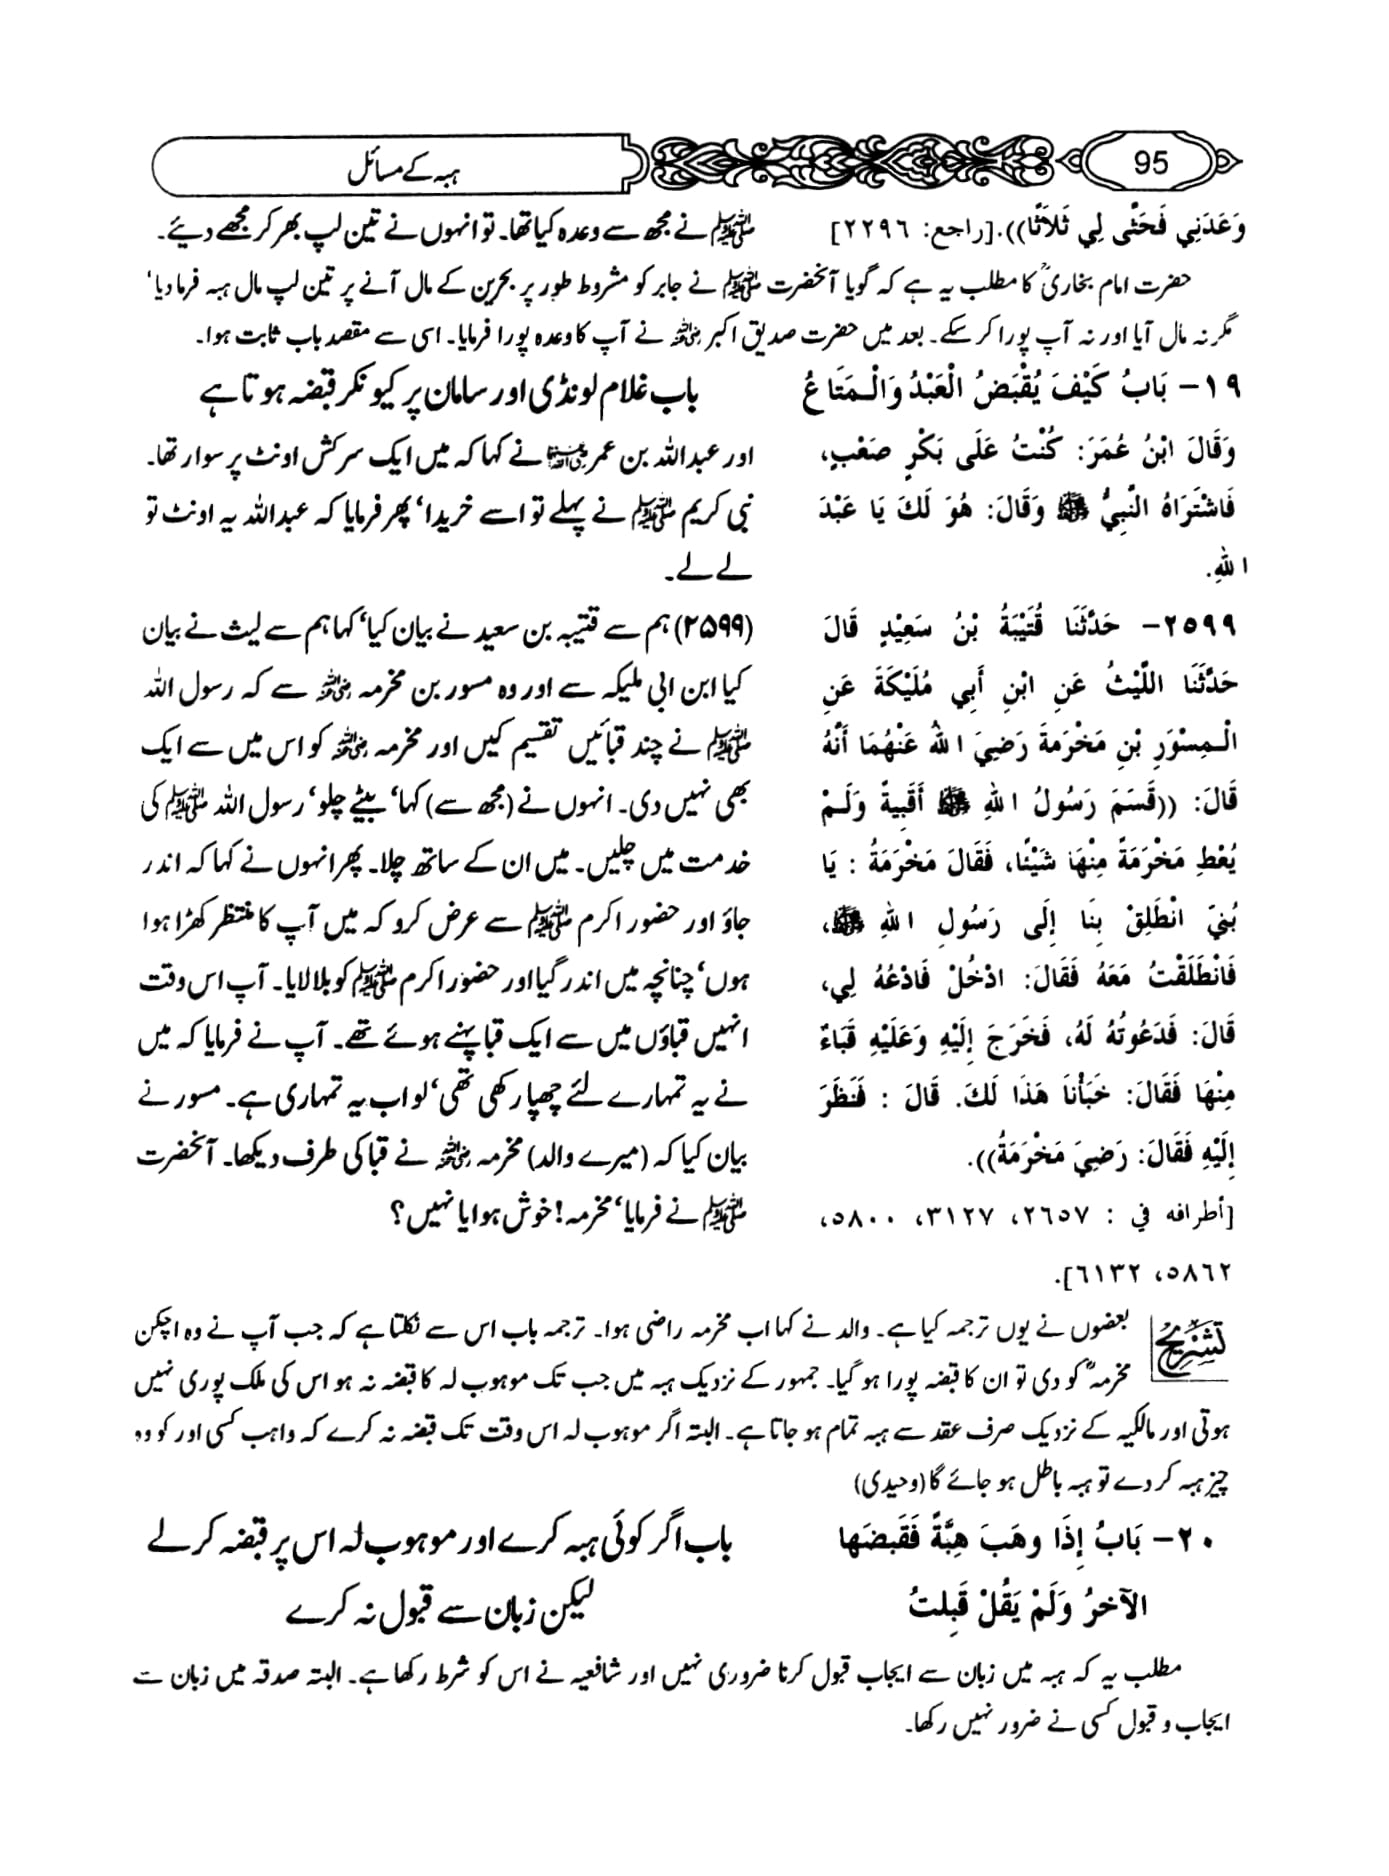 95
ہبہ کے مسائل
وَعَدَنِي فَحَثَى لِي ثَلاَثًا)).[راجع: ٢٢٩٦]
ﷺ نے مجھ سے وعدہ کیا تھا۔ تو انہوں نے تین لپ بھر کر مجھے دیئے۔
حضرت امام بخاریؒ کا مطلب یہ ہے کہ گویا آنحضرت ﷺ نے جابر کو مشروط طور پر بحرین کے مال آنے پر تین لپ مال ہبہ فرما دیا'
مگر نہ مال آیا اور نہ آپ پورا کر سکے۔ بعد میں حضرت صدیق اکبر رضی اللہ عنہ نے آپ کا وعدہ پورا فرمایا۔ اسی سے مقصد باب ثابت ہوا۔
١٩- بَابُ كَيْفَ يُقْبَضُ الْعَبْدُ وَالْـمَتَاعُ
وَقَالَ ابْنُ عُمَرَ: كُنْتُ عَلَى بَكْرٍ صَعْبٍ،
فَاشْتَرَاهُ النَّبِيُّ ﷺ وَقَالَ: هُوَ لَكَ يَا عَبْدَ
اللهِ.
٢٥٩٩- حَدَّثَنَا قُتَيْبَةُ بْنُ سَعِيْدٍ قَالَ
حَدَّثَنَا اللَّيْثُ عَنِ ابْنِ أَبِي مُلَيْكَةَ عَنِ
الْـمِسْوَرِ بْنِ مَخْرَمةَ رَضِيَ اللهُ عَنْهُمَا أَنَّهُ
قَالَ: ((قَسَمَ رَسُولُ اللهِ ﷺ أَقبِيةً وَلَـمْ
يُعْطِ مَخْرَمَةً مِنْهَا شَيْئًا، فَقَالَ مَخْرَمَةُ : يَا
بُنيّ انْطَلِقْ بِنَا إِلَى رَسُولِ اللهِ ﷺ،
فَانْطَلَقْتُ مَعَهُ فَقَالَ: ادْخُلْ فَادْعُهُ لِي،
قَالَ: فَدَعُوتُهُ لَهُ، فَخَرَجَ إِلَيْهِ وَعَلَيْهِ قَبَاءٌ
مِنْهَا فَقَالَ: خَبَأْنَا هَذَا لَكَ. قَالَ : فَنَظَرَ
إِلَيْهِ فَقَالَ: رَضِيَ مَخْرَمَةُ)).
[أطرافه في : ٢٦٥٧، ٣١٢٧، ٥٨٠٠،
٥٨٦٢، ٦١٣٢].
باب غلام لونڈی اور سامان پر کیونکر قبضہ ہوتا ہے
اور عبداللہ بن عمر رضی اللہ عنہما نے کہا کہ میں ایک سرکش اونٹ پر سوار تھا۔
نبی کریم ﷺ نے پہلے تو اسے خریدا' پھر فرمایا کہ عبداللہ یہ اونٹ تو
لے لے۔
(۲۵۹۹) ہم سے قتیبہ بن سعید نے بیان کیا' کہا ہم سے لیث نے بیان
کیا ابن ابی ملیکہ سے اور وہ مسور بن مخرمہ رضی اللہ عنہ سے کہ رسول اللہ
ﷺ نے چند قبائیں تقسیم کیں اور مخرمہ رضی اللہ عنہ کو اس میں سے ایک
بھی نہیں دی۔ انہوں نے (مجھ سے) کہا' بیٹے چلو' رسول اللہ ﷺ کی
خدمت میں چلیں۔ میں ان کے ساتھ چلا۔ پھر انہوں نے کہا کہ اندر
جاؤ اور حضور اکرم ﷺ سے عرض کرو کہ میں آپ کا منتظر کھڑا ہوا
ہوں' چنانچہ میں اندر گیا اور حضور اکرم ﷺ کو بلا لایا۔ آپ اس وقت
انہیں قباؤں میں سے ایک قبا پہنے ہوئے تھے۔ آپ نے فرمایا کہ میں
نے یہ تمہارے لئے چھپا رکھی تھی' لو اب یہ تمہاری ہے۔ مسور نے
بیان کیا کہ (میرے والد) مخرمہ رضی اللہ عنہ نے قبا کی طرف دیکھا۔ آنحضرت
ﷺ نے فرمایا' مخرمہ! خوش ہوا یا نہیں؟
تشریح
بعضوں نے یوں ترجمہ کیا ہے۔ والد نے کہا اب مخرمہ راضی ہوا۔ ترجمہ باب اس سے نکلتا ہے کہ جب آپ نے وہ اچکن
مخرمہؓ کو دی تو ان کا قبضہ پورا ہو گیا۔ جمہور کے نزدیک ہبہ میں جب تک موہوب لہ کا قبضہ نہ ہو اس کی ملک پوری نہیں
ہوتی اور مالکیہ کے نزدیک صرف عقد سے ہبہ تمام ہو جاتا ہے۔ البتہ اگر موہوب لہ اس وقت تک قبضہ نہ کرے کہ واہب کسی اور کو وہ
چیز ہبہ کر دے تو ہبہ باطل ہو جائے گا (وحیدی)
٢٠- بَابُ إِذَا وهَبَ هِبَّةً فَقَبضَها
الآخرُ وَلَمْ يَقُلْ قَبِلتُ
باب اگر کوئی ہبہ کرے اور موہوب لہ اس پر قبضہ کرلے
لیکن زبان سے قبول نہ کرے
مطلب یہ کہ ہبہ میں زبان سے ایجاب قبول کرنا ضروری نہیں اور شافعیہ نے اس کو شرط رکھا ہے۔ البتہ صدقہ میں زبان سے
ایجاب و قبول کسی نے ضرور نہیں رکھا۔